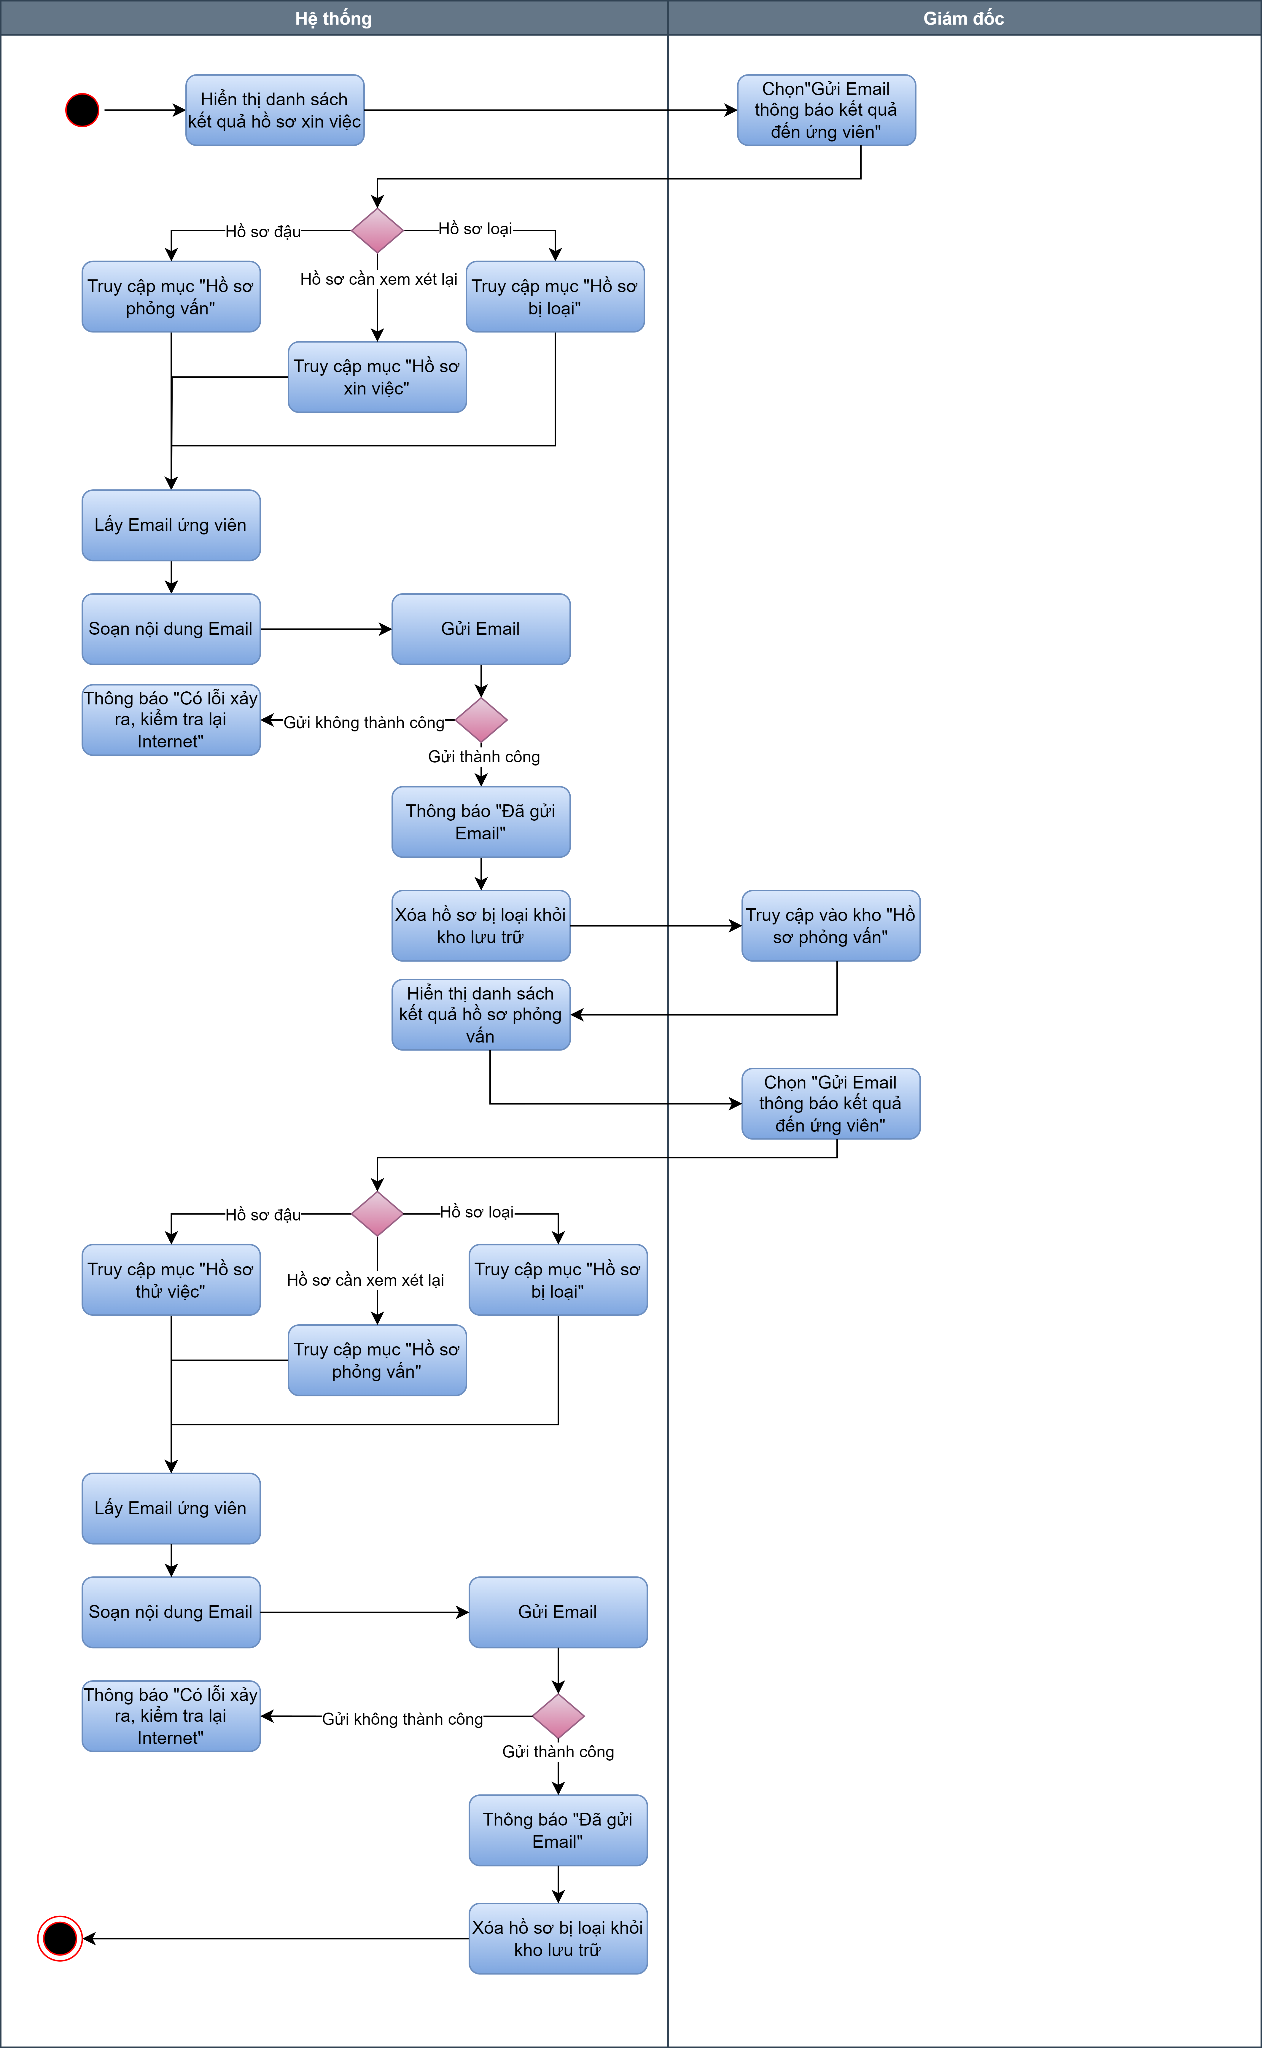 Hệ thống
Giám đốc
Hiển thị danh sách
kết quả hồ sơ xin việc
Chọn"Gửi Email
thông báo kết quả
đến ứng viên"
Hồ sơ đậu
Hồ sơ loại
Hồ sơ cần xem xét lại
Truy cập mục "Hồ sơ
phỏng vấn"
Truy cập mục "Hồ sơ
bị loại"
Truy cập mục "Hồ sơ
xin việc"
Lấy Email ứng viên
Soạn nội dung Email
Gửi Email
Thông báo "Có lỗi xảy
ra, kiểm tra lại
Internet"
Gửi không thành công
Gửi thành công
Thông báo "Đã gửi
Email"
Xóa hồ sơ bị loại khỏi
kho lưu trữ
Truy cập vào kho "Hồ
sơ phỏng vấn"
Hiển thị danh sách
kết quả hồ sơ phỏng
vấn
Chọn "Gửi Email
thông báo kết quả
đến ứng viên"
Hồ sơ đậu
Hồ sơ loại
Truy cập mục "Hồ sơ
thử việc"
Hồ sơ cần xem xét lại
Truy cập mục "Hồ sơ
bị loại"
Truy cập mục "Hồ sơ
phỏng vấn"
Lấy Email ứng viên
Soạn nội dung Email
Gửi Email
Thông báo "Có lỗi xảy
ra, kiểm tra lại
Internet"
Gửi không thành công
Gửi thành công
Thông báo "Đã gửi
Email"
Xóa hồ sơ bị loại khỏi
kho lưu trữ